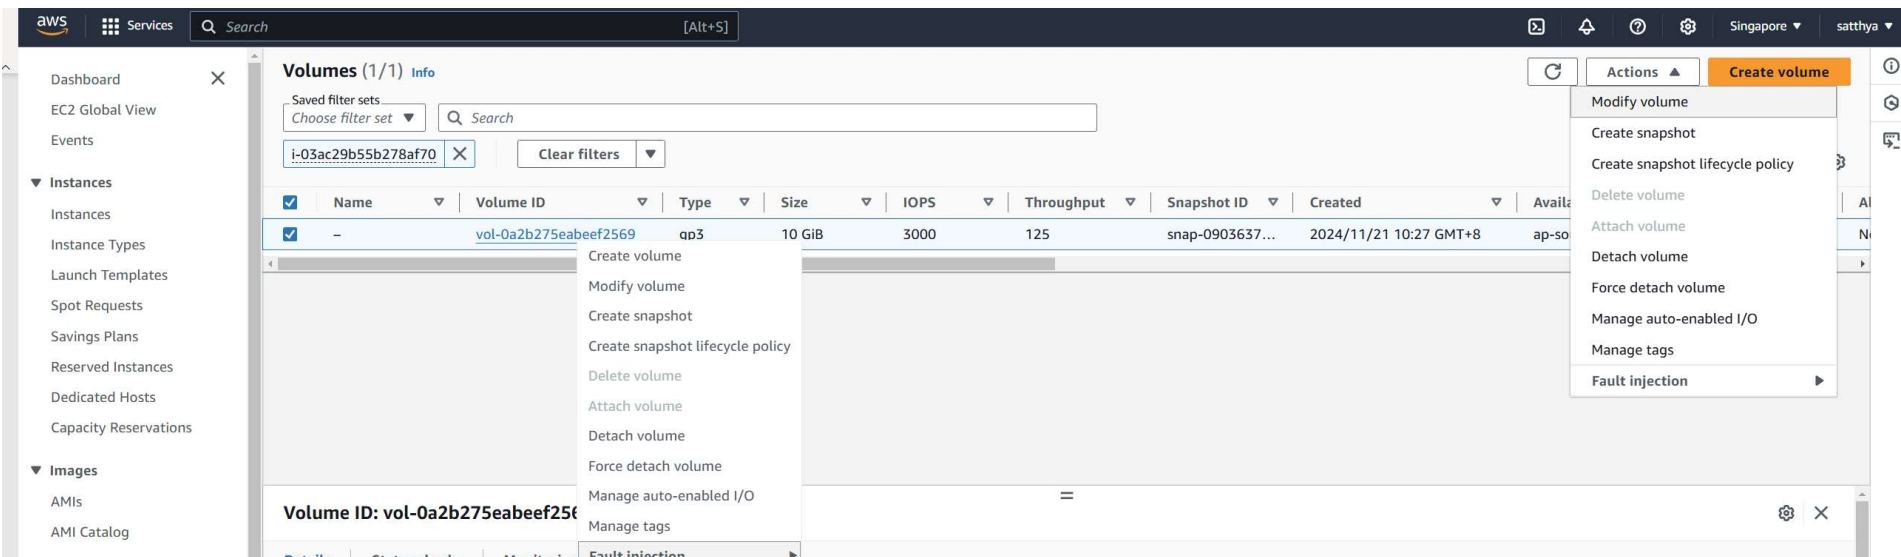 aws Services Search [Alt+S] Singapore satthya
Dashboard
EC2 Global View
Events
Instances
Instances
Instance Types
Launch Templates
Spot Requests
Savings Plans
Reserved Instances
Dedicated Hosts
Capacity Reservations
Images
AMIs
AMI Catalog
Volumes (1/1) Info
Actions Create volume
Saved filter sets
Choose filter set Search
i-03ac29b55b278af70 Clear filters
Name Volume ID Type Size IOPS Throughput Snapshot ID Created Availa
– vol-0a2b275eabeef2569 gp3 10 GiB 3000 125 snap-0903637... 2024/11/21 10:27 GMT+8 ap-so
Create volume
Modify volume
Create snapshot
Create snapshot lifecycle policy
Delete volume
Attach volume
Detach volume
Force detach volume
Manage auto-enabled I/O
Manage tags
Fault injection
Modify volume
Create snapshot
Create snapshot lifecycle policy
Delete volume
Attach volume
Detach volume
Force detach volume
Manage auto-enabled I/O
Manage tags
Fault injection
Volume ID: vol-0a2b275eabeef256